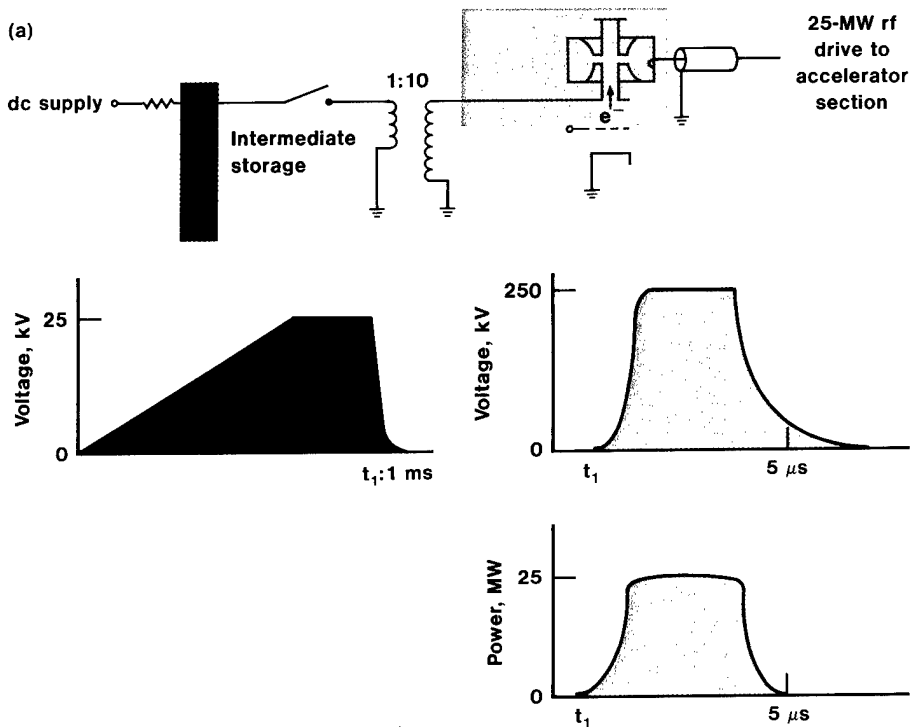 (a)
25-MW rf
drive to
accelerator
section
1:10
dc supply
Intermediate
storage
e⁻
Voltage, kV
25
0
t₁:1 ms
Voltage, kV
250
0
t₁
5 μs
Power, MW
25
0
t₁
5 μs